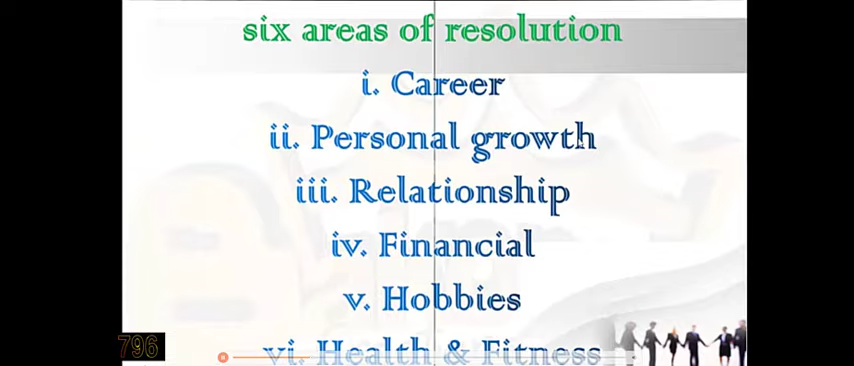 six areas of resolution
i. Career
ii. Personal growth
iii. Relationship
iv. Financial
v. Hobbies
vi. Health & Fitness
796